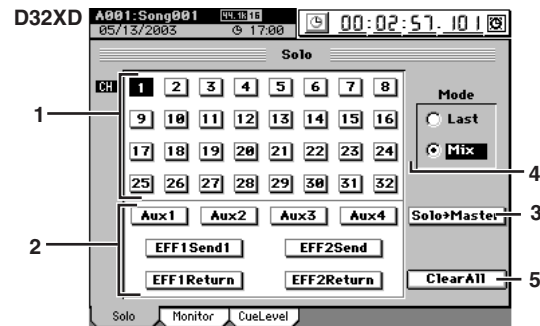 D32XD
A001:Song001 44.1k 16
05/13/2003 17:00
00:02:57.101
Solo
CH 1 2 3 4 5 6 7 8
9 10 11 12 13 14 15 16
17 18 19 20 21 22 23 24
25 26 27 28 29 30 31 32
Mode
Last
Mix
Aux1 Aux2 Aux3 Aux4 Solo→Master
EFF1Send1 EFF2Send
EFF1Return EFF2Return ClearAll
Solo Monitor CueLevel
1
2
4
3
5